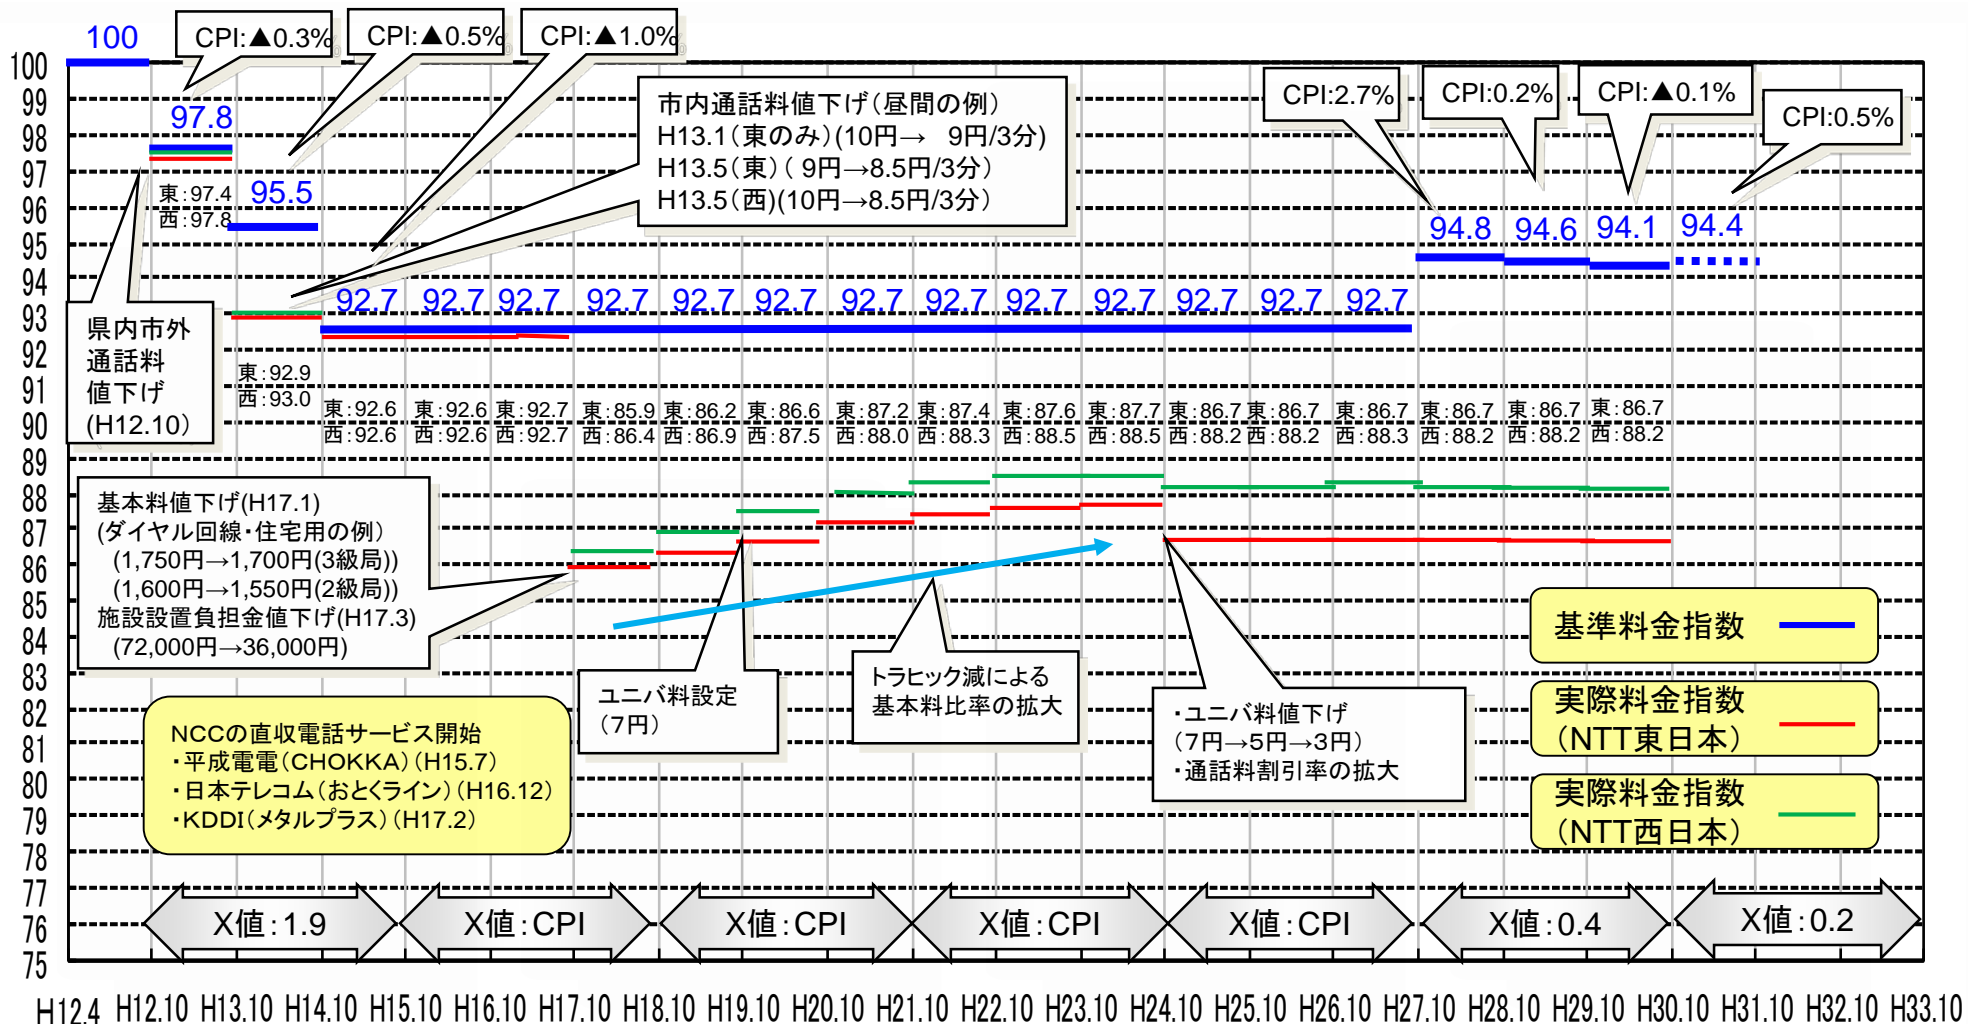 100
CPI:▲0.3%
CPI:▲0.5%
CPI:▲1.0%
CPI:2.7%
CPI:0.2%
CPI:▲0.1%
CPI:0.5%
市内通話料値下げ(昼間の例)
H13.1(東のみ)(10円→ 9円/3分)
H13.5(東)( 9円→8.5円/3分)
H13.5(西)(10円→8.5円/3分)
97.8
東:97.4
西:97.8
95.5
東:92.9
西:93.0
県内市外
通話料
値下げ
(H12.10)
92.7 92.7 92.7 92.7 92.7 92.7 92.7 92.7 92.7 92.7 92.7 92.7 92.7
94.8 94.6 94.1 94.4
東:92.6 東:92.6 東:92.7 東:85.9 東:86.2 東:86.6 東:87.2 東:87.4 東:87.6 東:87.7 東:86.7 東:86.7 東:86.7 東:86.7 東:86.7 東:86.7
西:92.6 西:92.6 西:92.7 西:86.4 西:86.9 西:87.5 西:88.0 西:88.3 西:88.5 西:88.5 西:88.2 西:88.2 西:88.3 西:88.2 西:88.2 西:88.2
基本料値下げ(H17.1)
(ダイヤル回線・住宅用の例)
(1,750円→1,700円(3級局))
(1,600円→1,550円(2級局))
施設設置負担金値下げ(H17.3)
(72,000円→36,000円)
ユニバ料設定
(7円)
トラヒック減による
基本料比率の拡大
・ユニバ料値下げ
(7円→5円→3円)
・通話料割引率の拡大
NCCの直収電話サービス開始
・平成電電(CHOKKA)(H15.7)
・日本テレコム(おとくライン)(H16.12)
・KDDI(メタルプラス)(H17.2)
基準料金指数
実際料金指数
(NTT東日本)
実際料金指数
(NTT西日本)
X値:1.9
X値:CPI
X値:CPI
X値:CPI
X値:CPI
X値:0.4
X値:0.2
100
99
98
97
96
95
94
93
92
91
90
89
88
87
86
85
84
83
82
81
80
79
78
77
76
75
H12.4 H12.10 H13.10 H14.10 H15.10 H16.10 H17.10 H18.10 H19.10 H20.10 H21.10 H22.10 H23.10 H24.10 H25.10 H26.10 H27.10 H28.10 H29.10 H30.10 H31.10 H32.10 H33.10